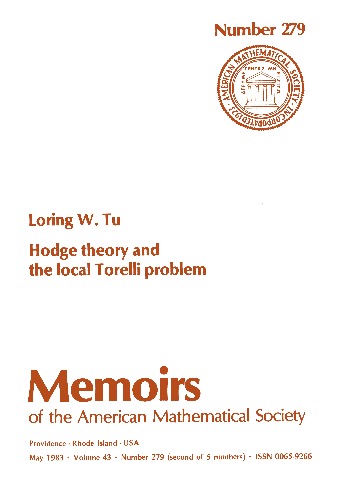 Number 279
AMERICAN MATHEMATICAL SOCIETY
Loring W. Tu
Hodge theory and
the local Torelli problem
Memoirs
of the American Mathematical Society
Providence · Rhode Island · USA
May 1983 · Volume 43 · Number 279 (second of 5 numbers) · ISSN 0065-9266